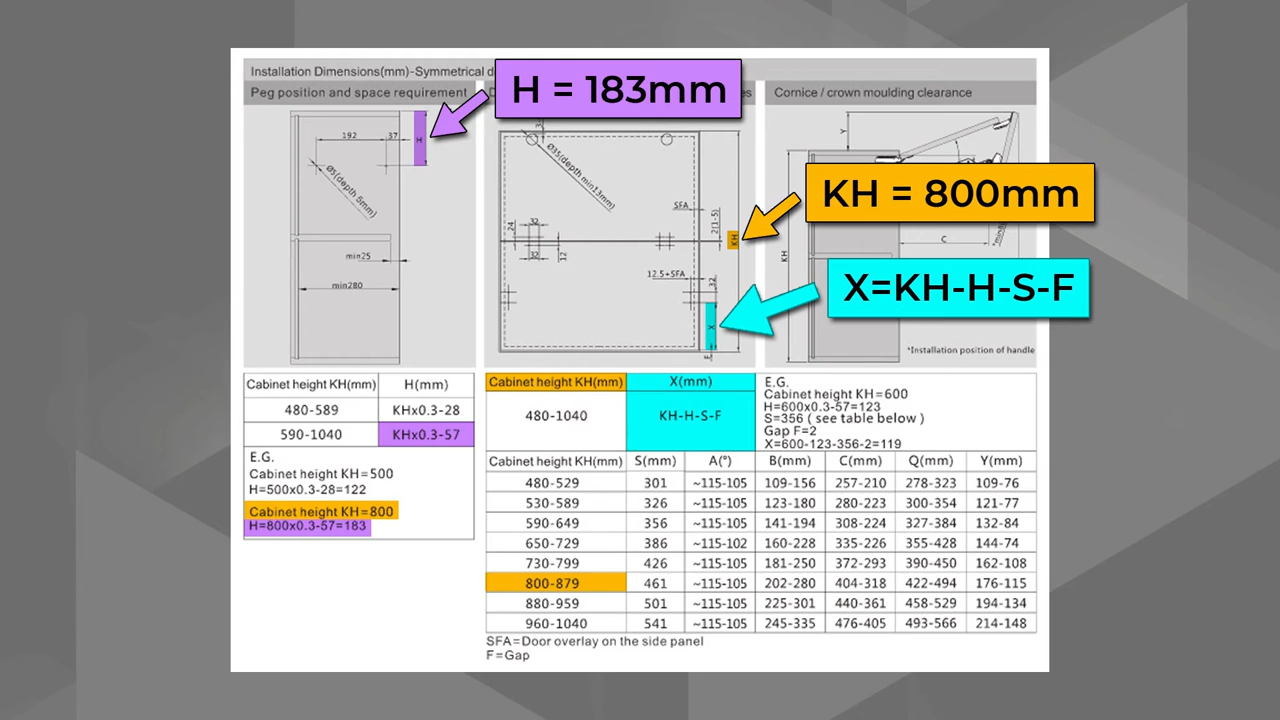 Installation Dimensions(mm)-Symmetrical d
H = 183mm
Peg position and space requirement
Cornice / crown moulding clearance
192
37
H
Ø5(depth 5mm)
min25
min280
Ø35(depth min13mm)
SFA
2(1-5)
24
32
32
12
KH
12.5+SFA
32
X
F
KH = 800mm
X=KH-H-S-F
Y
KH
C
*Installation position of handle
Cabinet height KH(mm) H(mm)
480-589 KHx0.3-28
590-1040 KHx0.3-57
E.G.
Cabinet height KH=500
H=500x0.3-28=122
Cabinet height KH=800
H=800x0.3-57=183
Cabinet height KH(mm) X(mm)
480-1040 KH-H-S-F
E.G.
Cabinet height KH=600
H=600x0.3-57=123
S=356 ( see table below )
Gap F=2
X=600-123-356-2=119
Cabinet height KH(mm) S(mm) A(°) B(mm) C(mm) Q(mm) Y(mm)
480-529 301 ~115-105 109-156 257-210 278-323 109-76
530-589 326 ~115-105 123-180 280-223 300-354 121-77
590-649 356 ~115-105 141-194 308-224 327-384 132-84
650-729 386 ~115-102 160-228 335-226 355-428 144-74
730-799 426 ~115-105 181-250 372-293 390-450 162-108
800-879 461 ~115-105 202-280 404-318 422-494 176-115
880-959 501 ~115-105 225-301 440-361 458-529 194-134
960-1040 541 ~115-105 245-335 476-405 493-566 214-148
SFA=Door overlay on the side panel
F=Gap